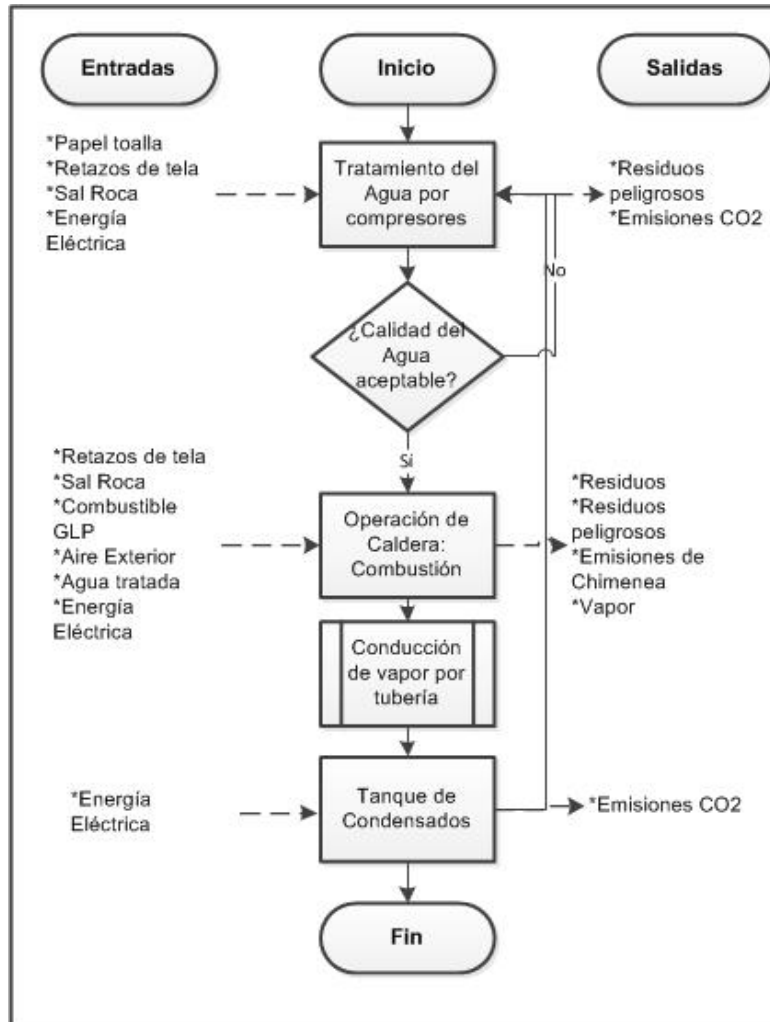 Entradas
Inicio
Salidas
*Papel toalla
*Retazos de tela
*Sal Roca
*Energía
Eléctrica
Tratamiento del
Agua por
compresores
*Residuos
peligrosos
*Emisiones CO2
No
¿Calidad del
Agua
aceptable?
Si
*Retazos de tela
*Sal Roca
*Combustible
GLP
*Aire Exterior
*Agua tratada
*Energía
Eléctrica
Operación de
Caldera:
Combustión
*Residuos
*Residuos
peligrosos
*Emisiones de
Chimenea
*Vapor
Conducción
de vapor por
tubería
*Energía
Eléctrica
Tanque de
Condensados
*Emisiones CO2
Fin